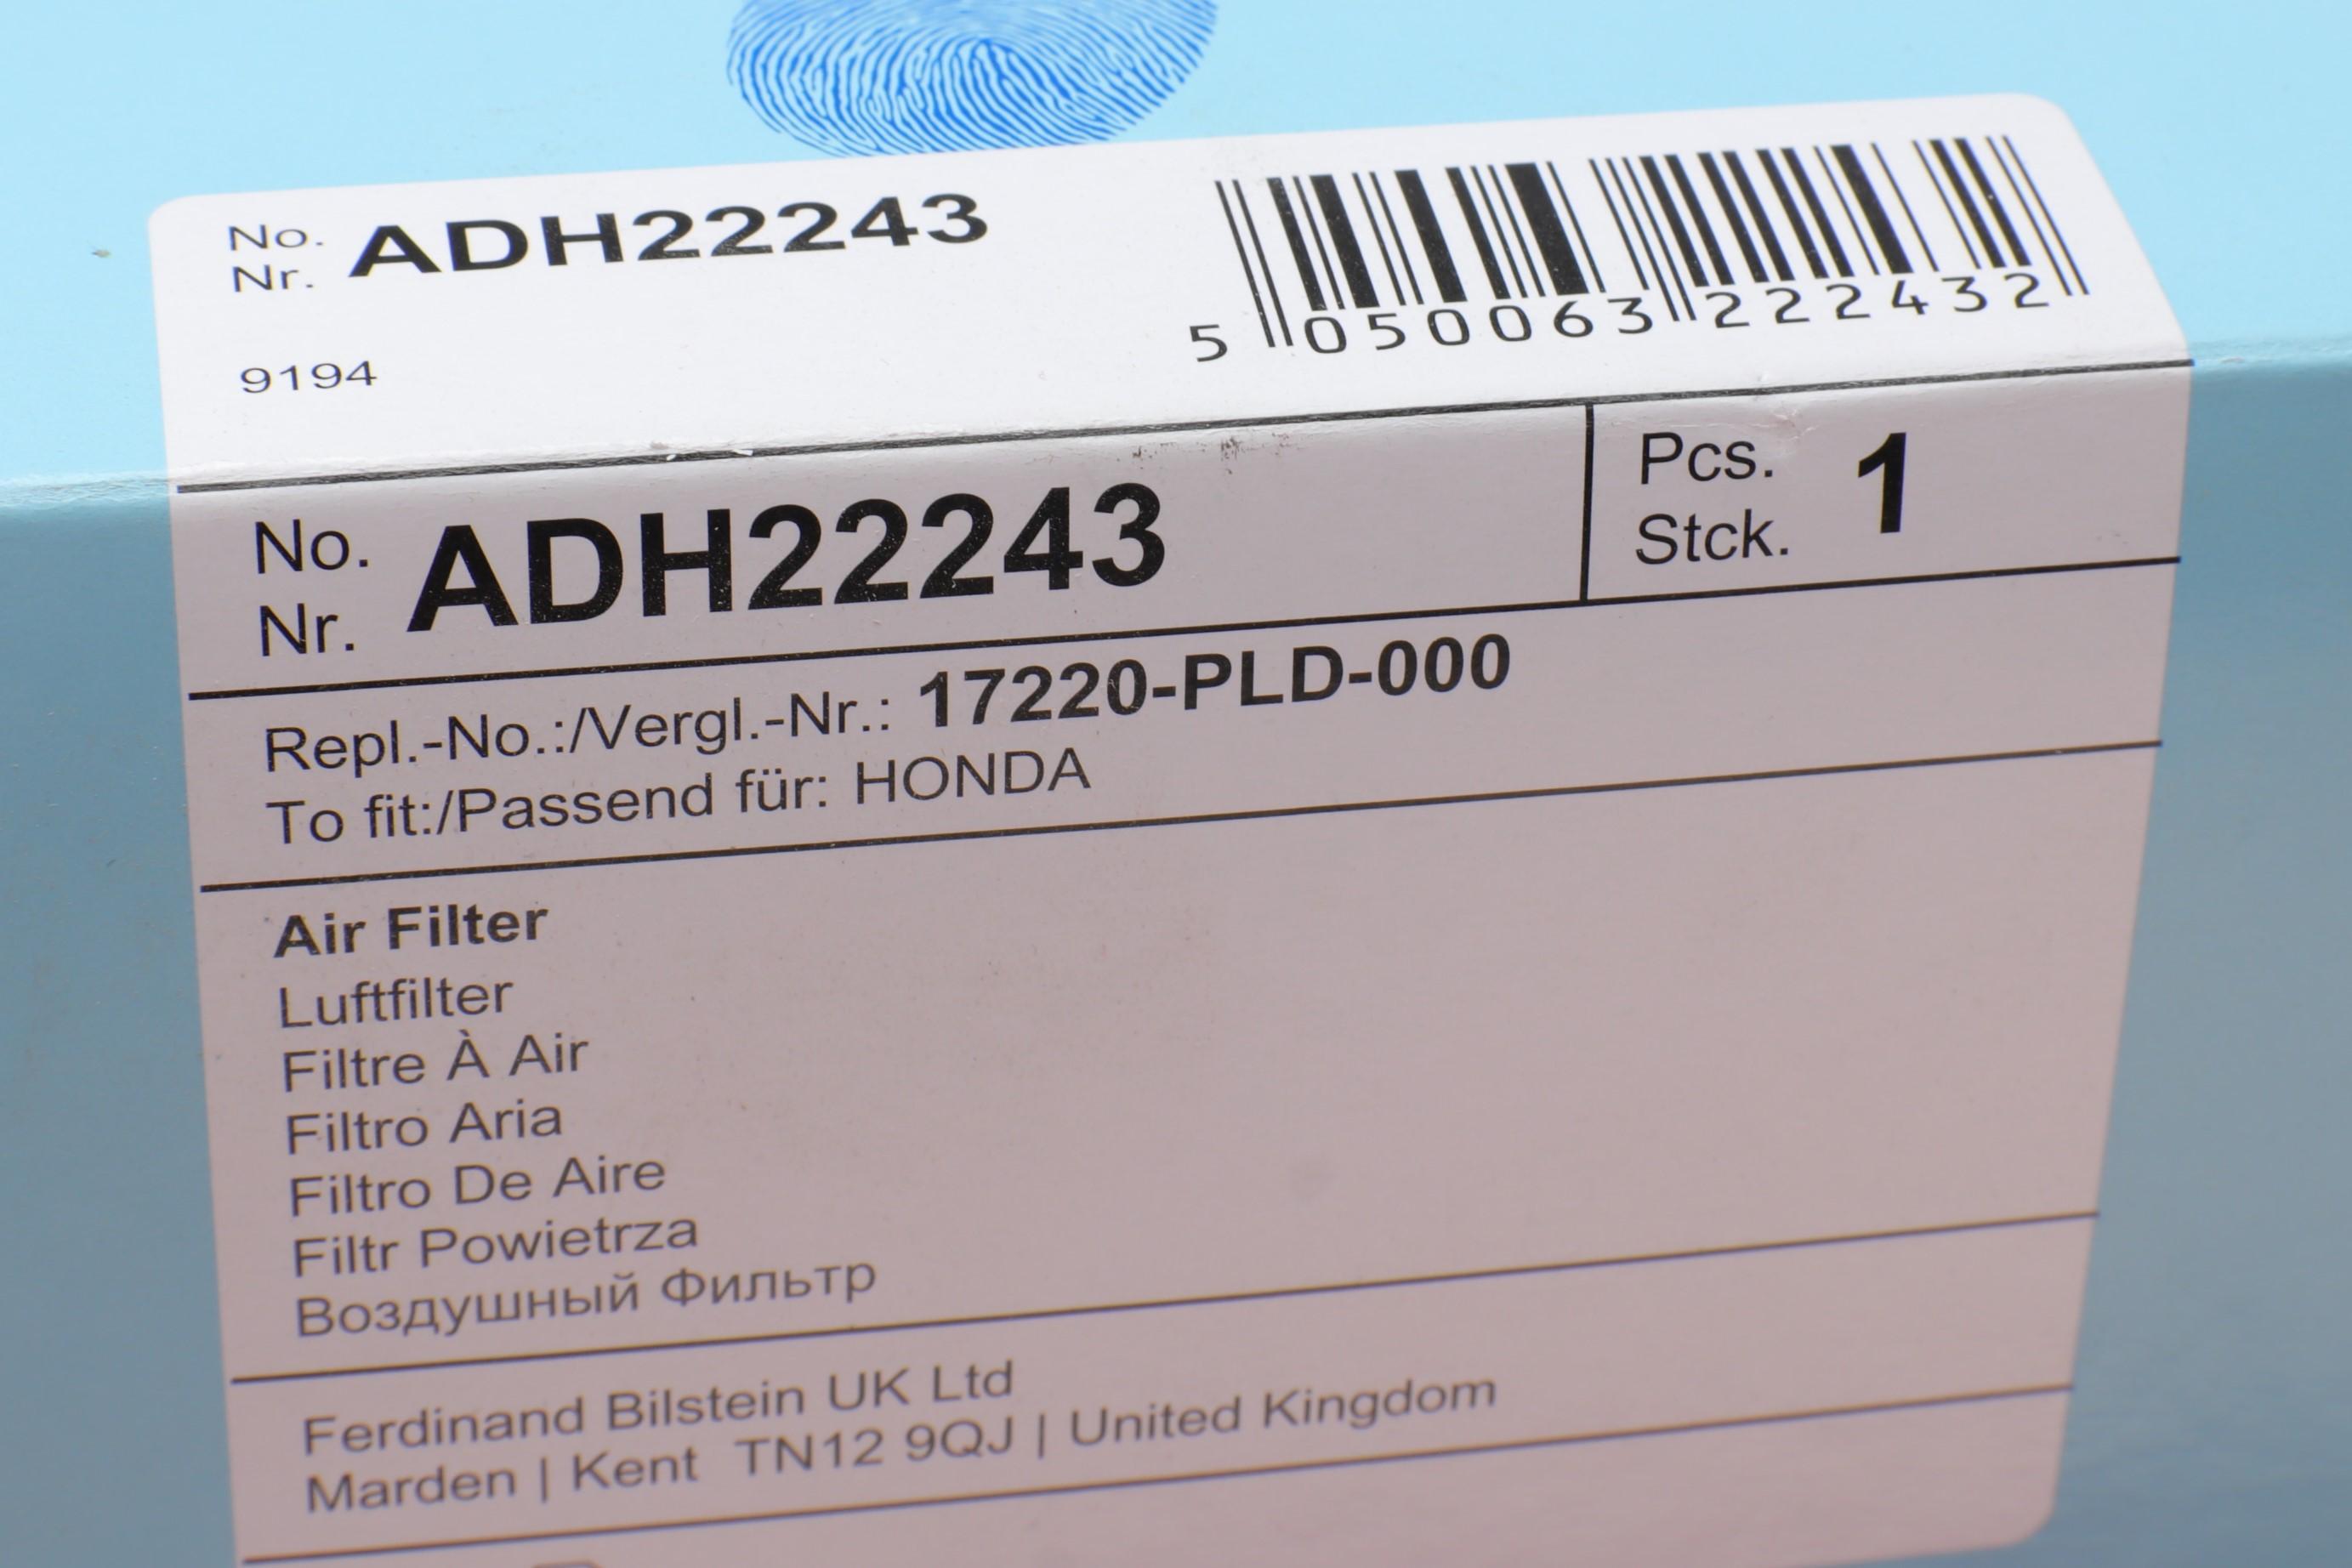 No.
Nr. ADH22243
5 050063 222432
9194
No.
Nr. ADH22243
Pcs.
Stck. 1
Repl.-No.:/Vergl.-Nr.: 17220-PLD-000
To fit:/Passend für: HONDA
Air Filter
Luftfilter
Filtre À Air
Filtro Aria
Filtro De Aire
Filtr Powietrza
Воздушный Фильтр
Ferdinand Bilstein UK Ltd
Marden | Kent TN12 9QJ | United Kingdom